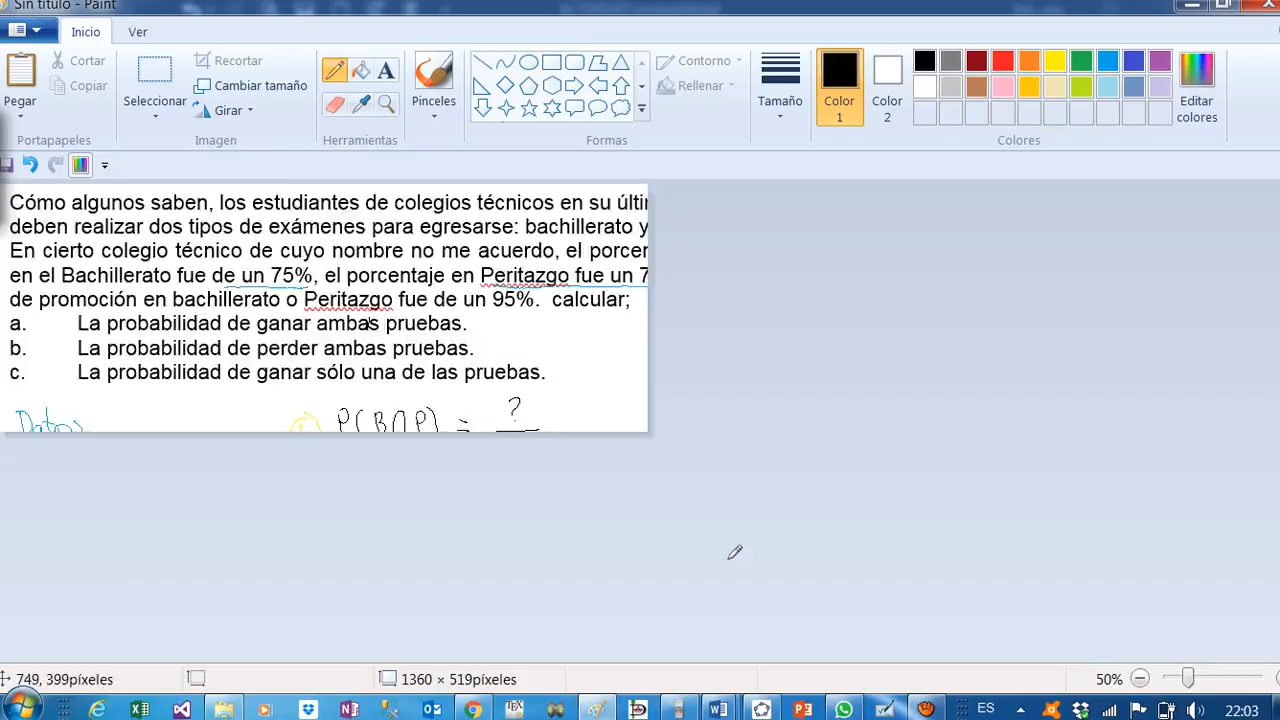 Sin título - Paint
Inicio Ver
Pegar
Cortar
Copiar
Portapapeles
Seleccionar
Recortar
Cambiar tamaño
Girar
Imagen
A
Herramientas
Pinceles
Contorno
Rellenar
Formas
Tamaño
Color 1
Color 2
Editar colores
Colores
Cómo algunos saben, los estudiantes de colegios técnicos en su últi
deben realizar dos tipos de exámenes para egresarse: bachillerato y
En cierto colegio técnico de cuyo nombre no me acuerdo, el porcen
en el Bachillerato fue de un 75%, el porcentaje en Peritazgo fue un 7
de promoción en bachillerato o Peritazgo fue de un 95%. calcular;
a. La probabilidad de ganar ambas pruebas.
b. La probabilidad de perder ambas pruebas.
c. La probabilidad de ganar sólo una de las pruebas.
Datos P(B∩P) = ?
749, 399píxeles 1360 × 519píxeles 50%
ES 22:03